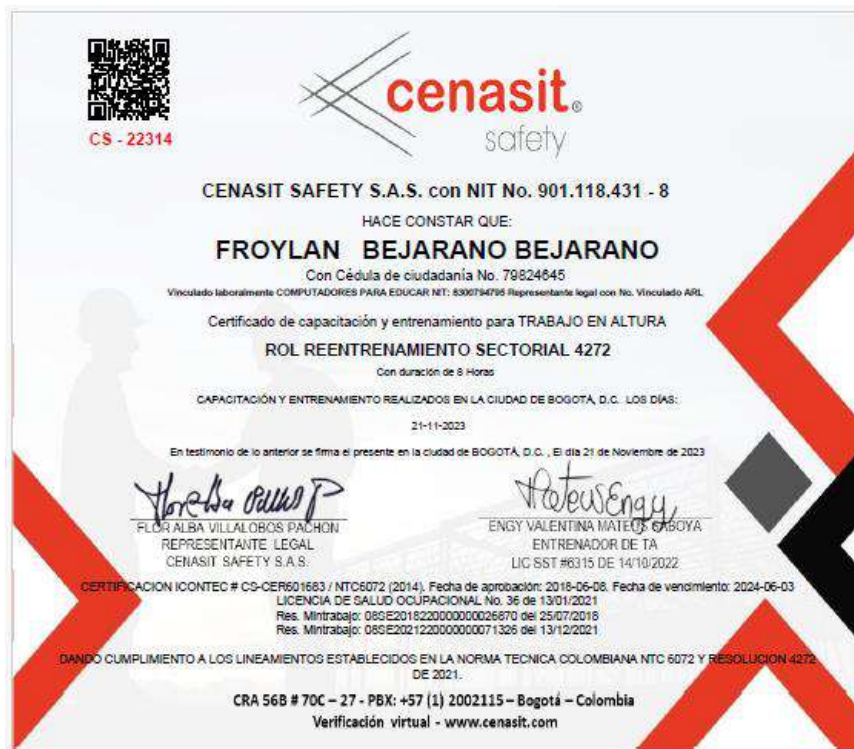 CS - 22314
cenasit®
safety
CENASIT SAFETY S.A.S. con NIT No. 901.118.431 - 8
HACE CONSTAR QUE:
FROYLAN BEJARANO BEJARANO
Con Cédula de ciudadanía No. 79824645
Vinculado laboralmente COMPUTADORES PARA EDUCAR NIT: 8300794795 Representante legal con No. Vinculado ARL
Certificado de capacitación y entrenamiento para TRABAJO EN ALTURA
ROL REENTRENAMIENTO SECTORIAL 4272
Con duración de 8 Horas
CAPACITACIÓN Y ENTRENAMIENTO REALIZADOS EN LA CIUDAD DE BOGOTÁ, D.C. LOS DÍAS:
21-11-2023
En testimonio de lo anterior se firma el presente en la ciudad de BOGOTÁ, D.C. , El día 21 de Noviembre de 2023
FLOR ALBA VILLALOBOS PACHON
REPRESENTANTE LEGAL
CENASIT SAFETY S.A.S.
ENGY VALENTINA MATEUS GABOYA
ENTRENADOR DE TA
LIC SST #6315 DE 14/10/2022
CERTIFICACION ICONTEC # CS-CER601683 / NTC6072 (2014). Fecha de aprobación: 2018-06-08. Fecha de vencimiento: 2024-06-03
LICENCIA DE SALUD OCUPACIONAL No. 36 de 13/01/2021
Res. Mintrabajo: 08SE2018220000000026870 del 25/07/2018
Res. Mintrabajo: 08SE2021220000000071326 del 13/12/2021
DANDO CUMPLIMIENTO A LOS LINEAMIENTOS ESTABLECIDOS EN LA NORMA TECNICA COLOMBIANA NTC 6072 Y RESOLUCION 4272
DE 2021.
CRA 56B # 70C – 27 - PBX: +57 (1) 2002115 – Bogotá – Colombia
Verificación virtual - www.cenasit.com